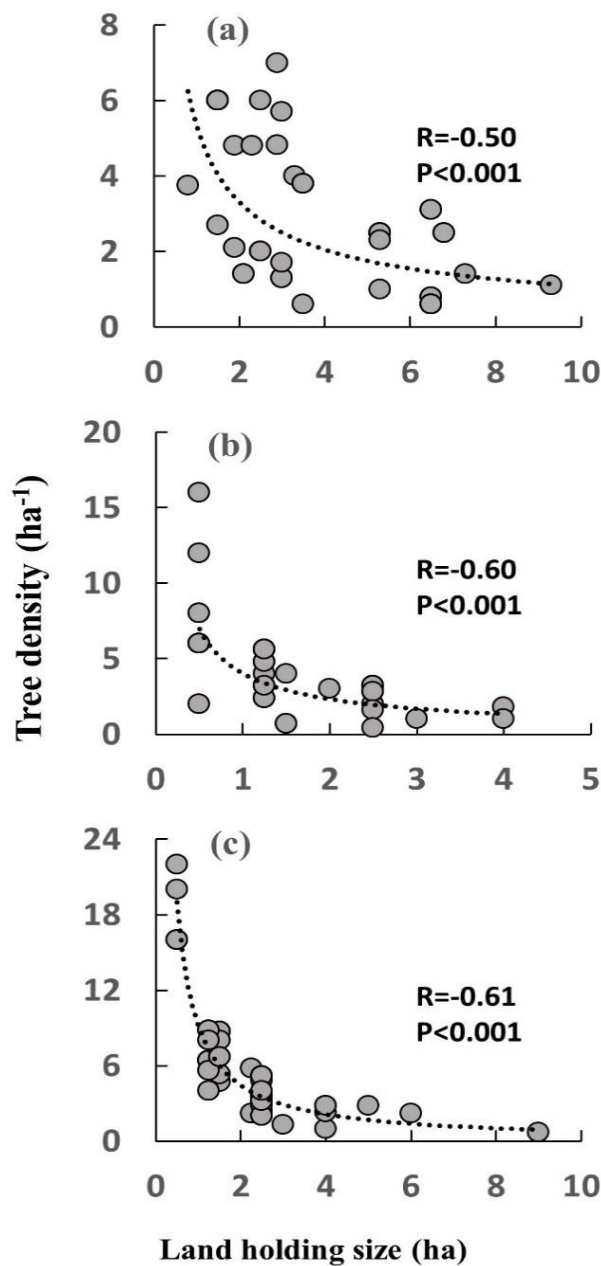 (a)
8
6
4
2
0
R=-0.50
P<0.001
0 2 4 6 8 10
(b)
20
15
10
5
0
R=-0.60
P<0.001
0 1 2 3 4 5
Tree density (ha-1)
(c)
24
18
12
6
0
R=-0.61
P<0.001
0 2 4 6 8 10
Land holding size (ha)